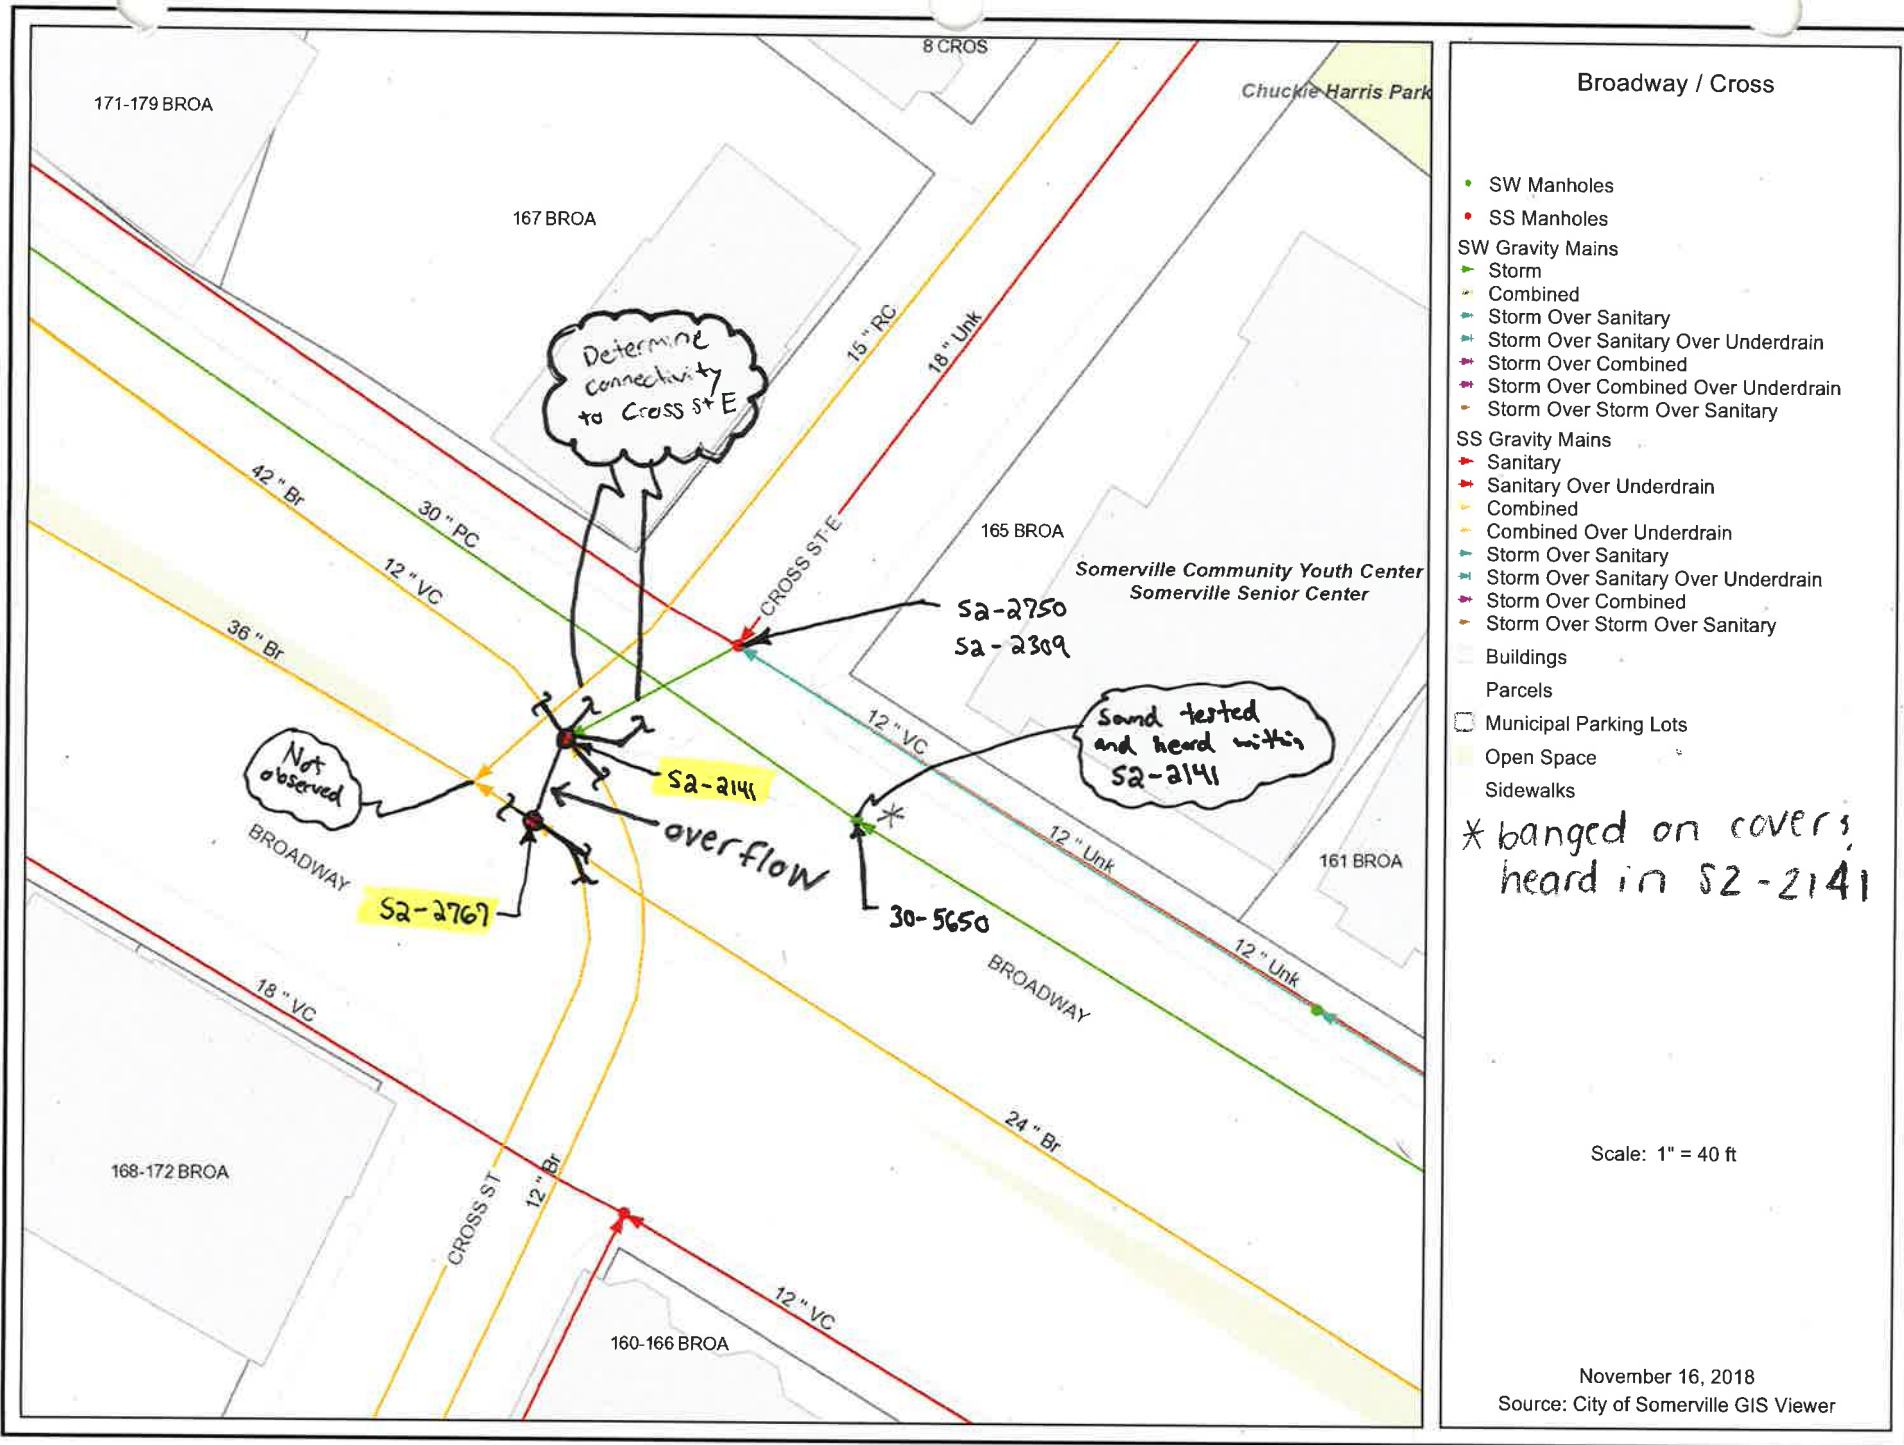 8 CROS
171-179 BROA
Chuckie Harris Park
167 BROA
15 " RC
18 " Unk
Determine
connectivity
to Cross st E
42 " Br
30 " PC
12 " VC
36 " Br
CROSS ST E
165 BROA
Somerville Community Youth Center
Somerville Senior Center
S2-2750
S2-2309
12 " VC
Sound tested
and heard within
S2-2141
Not
observed
S2-2141
overflow
BROADWAY
S2-2767
30-5650
12 " Unk
161 BROA
12 " Unk
BROADWAY
18 " VC
24 " Br
168-172 BROA
CROSS ST
12 " Br
12 " VC
160-166 BROA
*
Broadway / Cross
SW Manholes
SS Manholes
SW Gravity Mains
Storm
Combined
Storm Over Sanitary
Storm Over Sanitary Over Underdrain
Storm Over Combined
Storm Over Combined Over Underdrain
Storm Over Storm Over Sanitary
SS Gravity Mains
Sanitary
Sanitary Over Underdrain
Combined
Combined Over Underdrain
Storm Over Sanitary
Storm Over Sanitary Over Underdrain
Storm Over Combined
Storm Over Storm Over Sanitary
Buildings
Parcels
Municipal Parking Lots
Open Space
Sidewalks
* banged on covers,
heard in S2-2141
Scale: 1" = 40 ft
November 16, 2018
Source: City of Somerville GIS Viewer